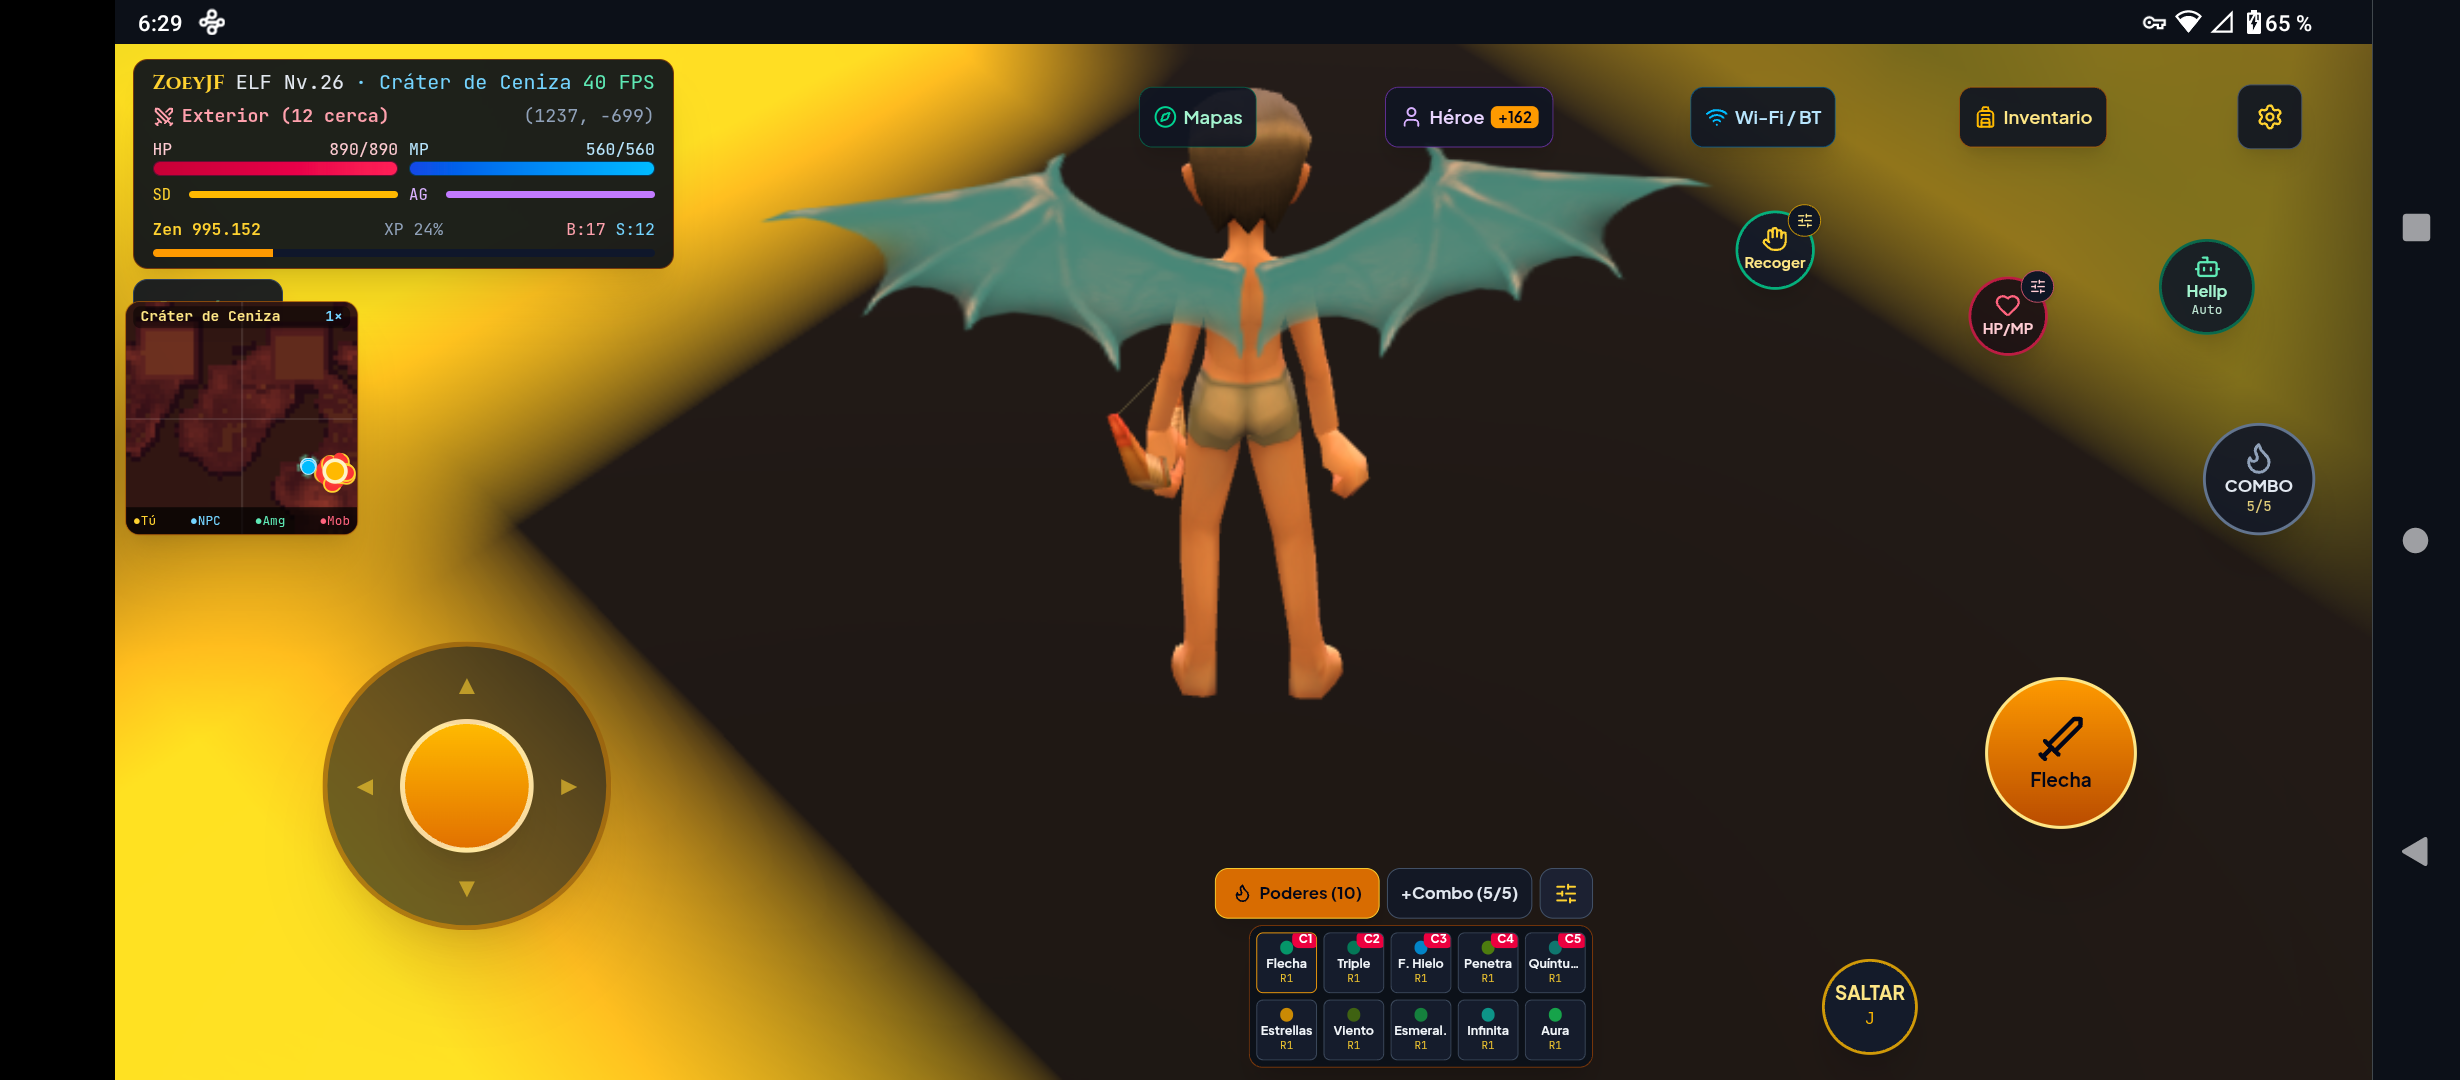 6:29
65 %
ZOEYJF ELF Nv.26 · Cráter de Ceniza 40 FPS
Exterior (12 cerca) (1237, -699)
HP 890/890 MP 560/560
SD AG
Zen 995.152 XP 24% B:17 S:12
Cráter de Ceniza 1×
Tú NPC Amg Mob
Mapas
Héroe +162
Wi-Fi / BT
Inventario
Recoger
HP/MP
Hellp
Auto
COMBO
5/5
Flecha
SALTAR
J
Poderes (10) +Combo (5/5)
C1 C2 C3 C4 C5
Flecha Triple F. Hielo Penetra Quíntu...
R1 R1 R1 R1 R1
Estrellas Viento Esmeral. Infinita Aura
R1 R1 R1 R1 R1